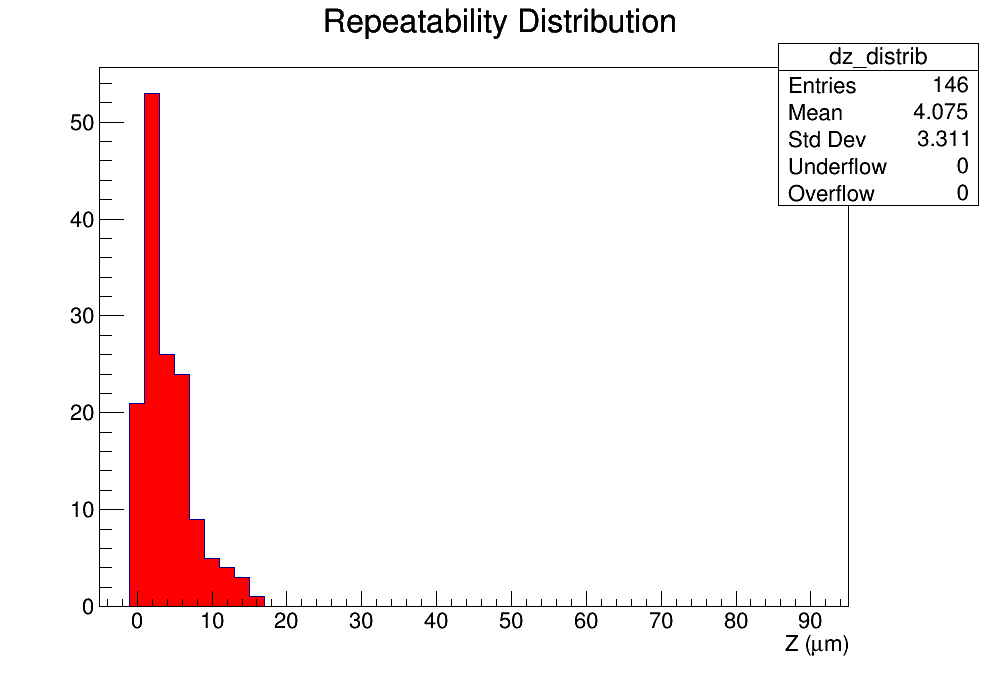 Repeatability Distribution
dz_distrib
Entries 146
Mean 4.075
Std Dev 3.311
Underflow 0
Overflow 0
50
40
30
20
10
0
0 10 20 30 40 50 60 70 80 90
Z (μm)